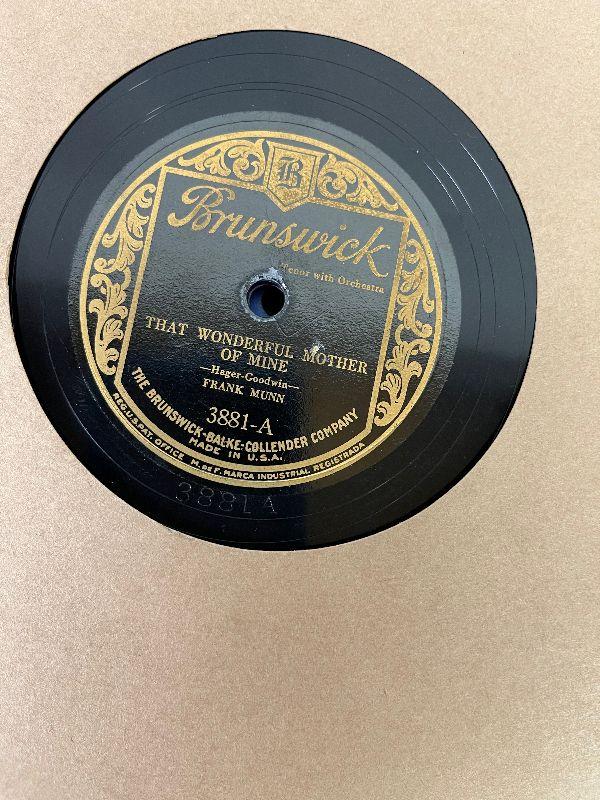 B
Brunswick
Tenor with Orchestra
THAT WONDERFUL MOTHER
OF MINE
—Hager-Goodwin—
FRANK MUNN
3881-A
THE BRUNSWICK-BALKE-COLLENDER COMPANY
MADE IN U.S.A.
REG.U.S.PAT. OFFICE M. DE F. MARCA INDUSTRIAL REGISTRADA
3881A